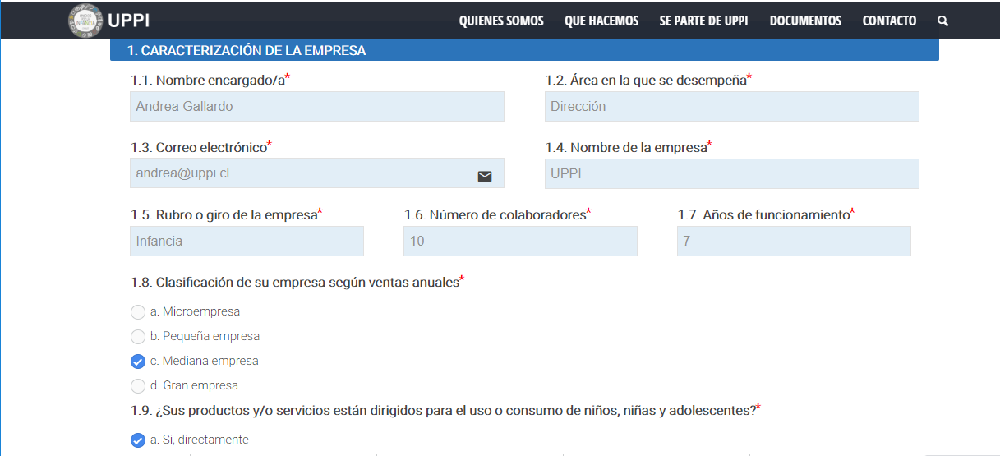 UPPI
QUIENES SOMOS QUE HACEMOS SE PARTE DE UPPI DOCUMENTOS CONTACTO
1. CARACTERIZACIÓN DE LA EMPRESA
1.1. Nombre encargado/a* 1.2. Área en la que se desempeña*
Andrea Gallardo Dirección
1.3. Correo electrónico* 1.4. Nombre de la empresa*
andrea@uppi.cl UPPI
1.5. Rubro o giro de la empresa* 1.6. Número de colaboradores* 1.7. Años de funcionamiento*
Infancia 10 7
1.8. Clasificación de su empresa según ventas anuales*
a. Microempresa
b. Pequeña empresa
c. Mediana empresa
d. Gran empresa
1.9. ¿Sus productos y/o servicios están dirigidos para el uso o consumo de niños, niñas y adolescentes?*
a. Si, directamente